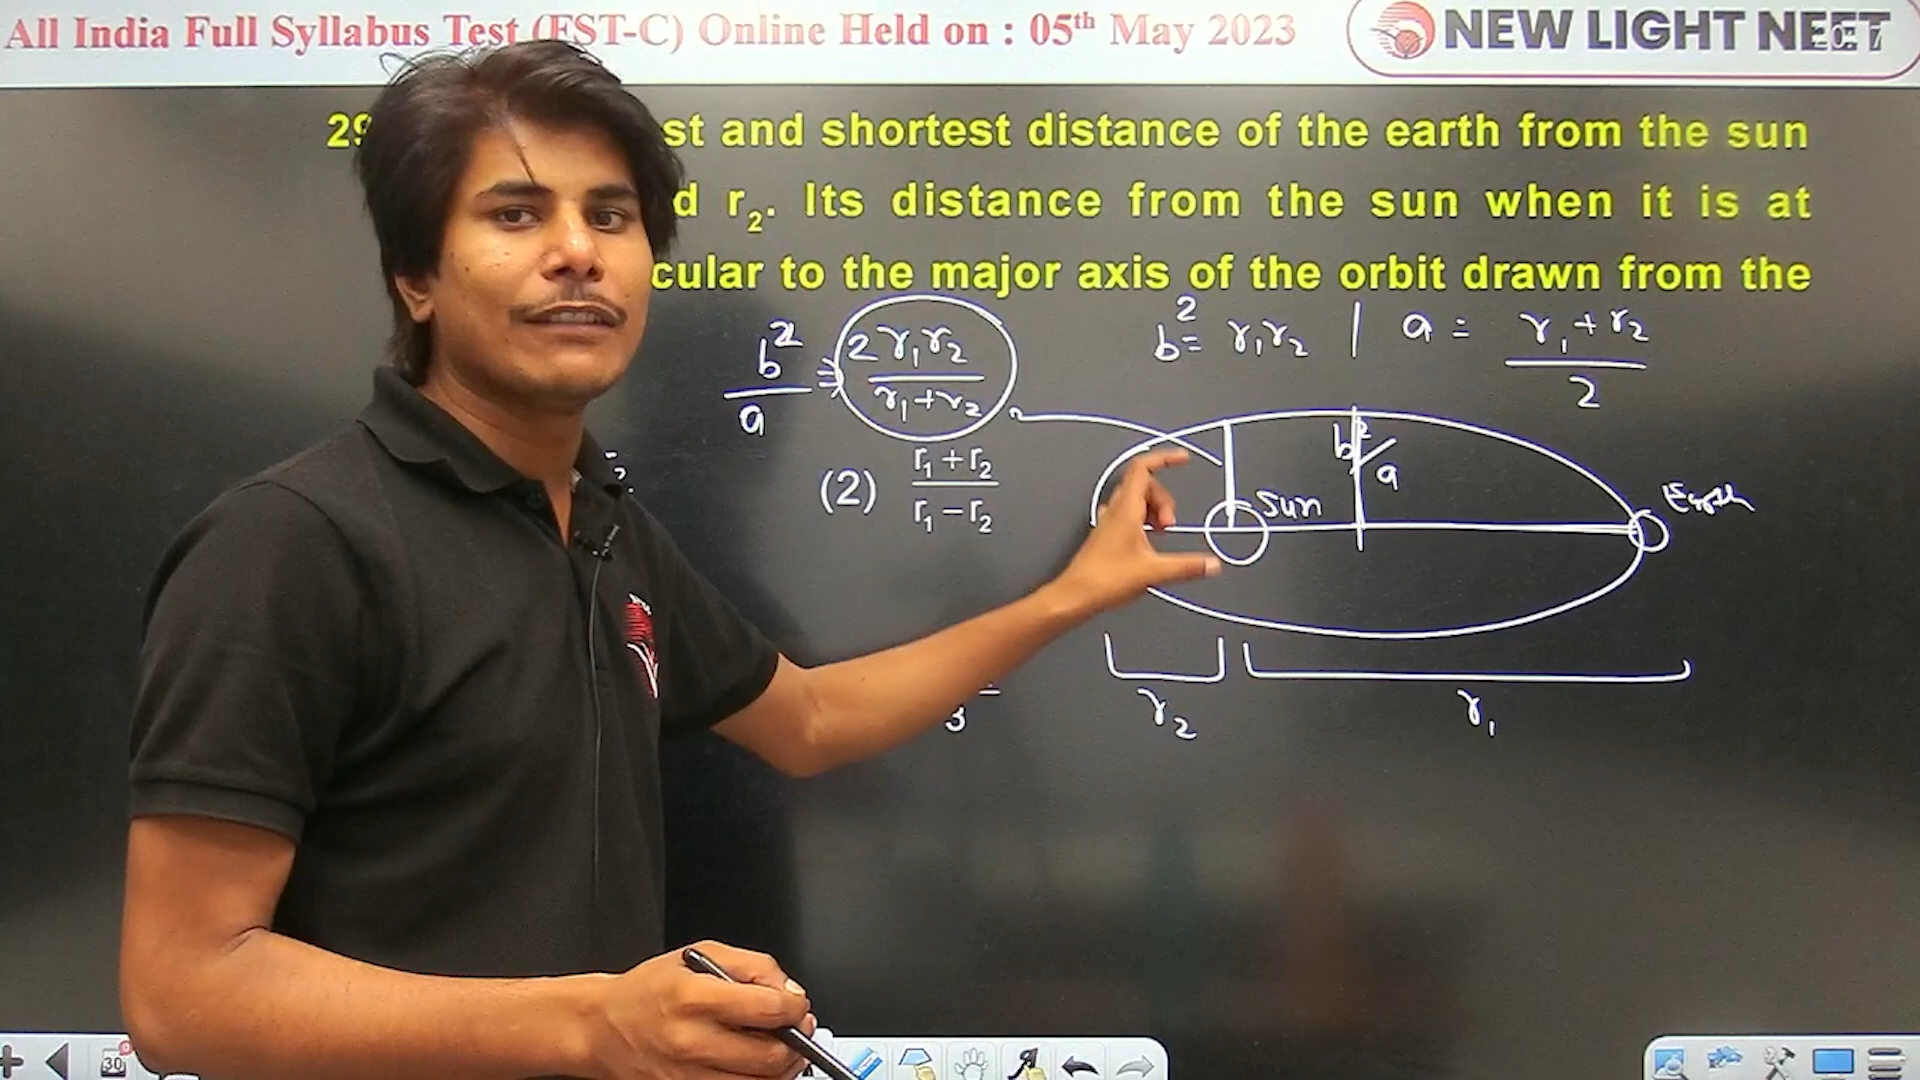 All India Full Syllabus Test (FST-C) Online Held on : 05th May 2023
NEW LIGHT NEET
29
st and shortest distance of the earth from the sun
d r2. Its distance from the sun when it is at
cular to the major axis of the orbit drawn from the
b²/a = 2r₁r₂/(r₁+r₂)
b² = r₁r₂ | a = (r₁+r₂)/2
(2) (r₁+r₂)/(r₁−r₂)
b²/a
Sun
Earth
3
r₂
r₁
30